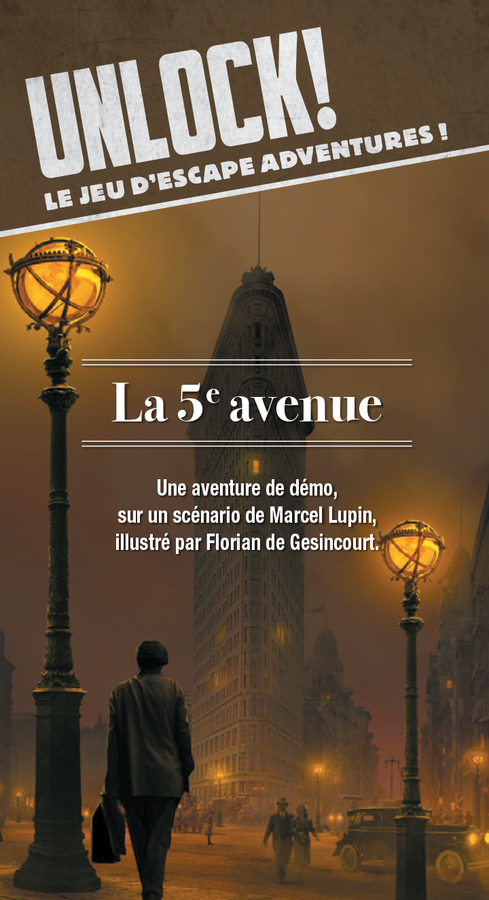 UNLOCK!
LE JEU D'ESCAPE ADVENTURES !
La 5e avenue
Une aventure de démo,
sur un scénario de Marcel Lupin,
illustré par Florian de Gesincourt.